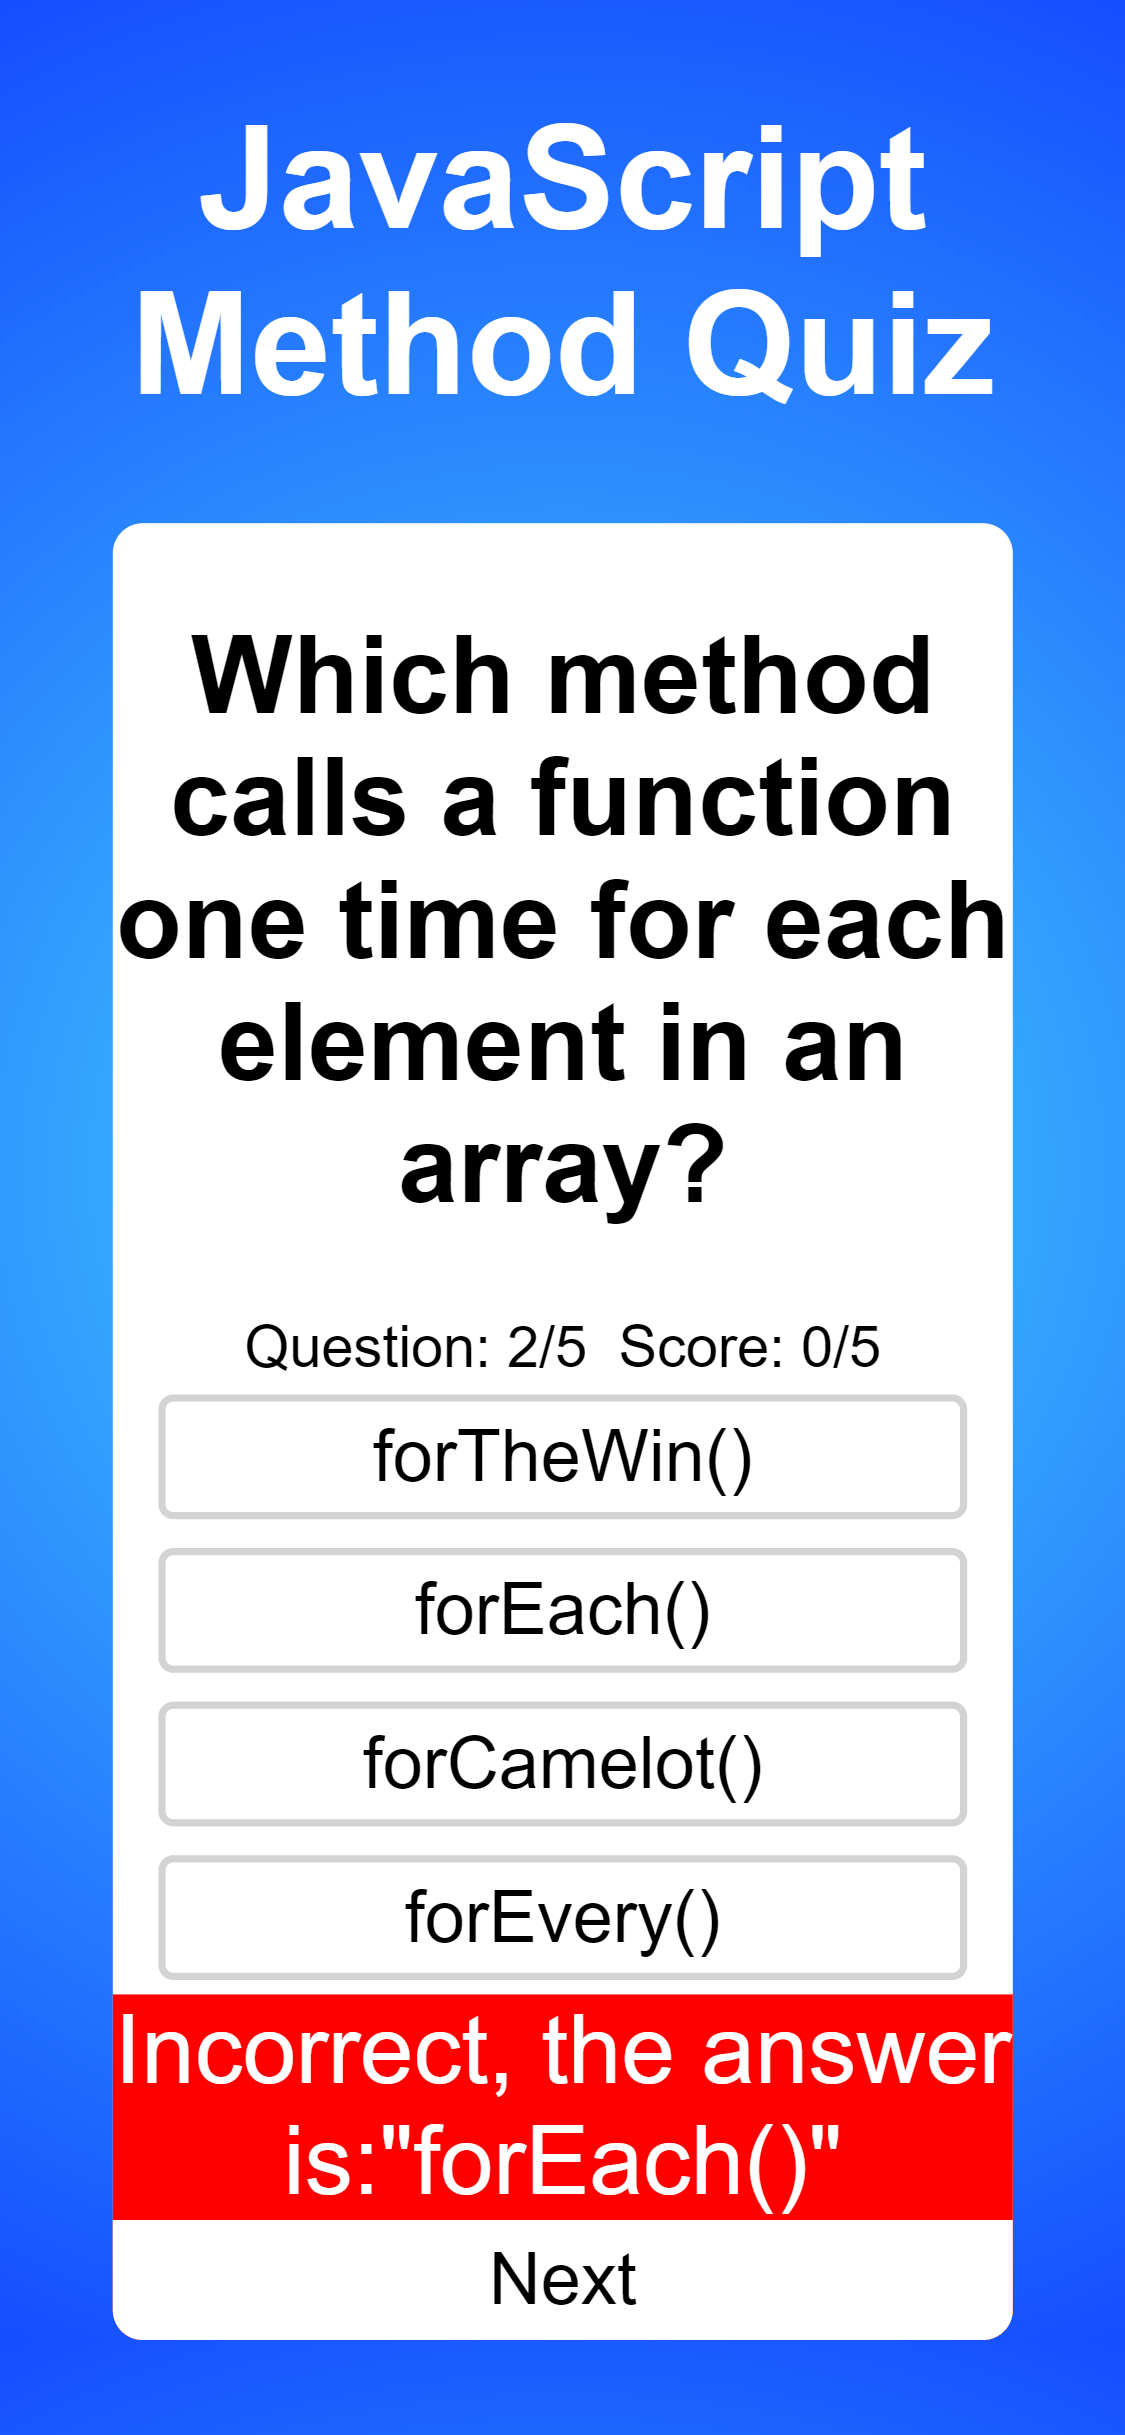 JavaScript
Method Quiz
Which method
calls a function
one time for each
element in an
array?
Question: 2/5  Score: 0/5
forTheWin()
forEach()
forCamelot()
forEvery()
Incorrect, the answer
is:"forEach()"
Next